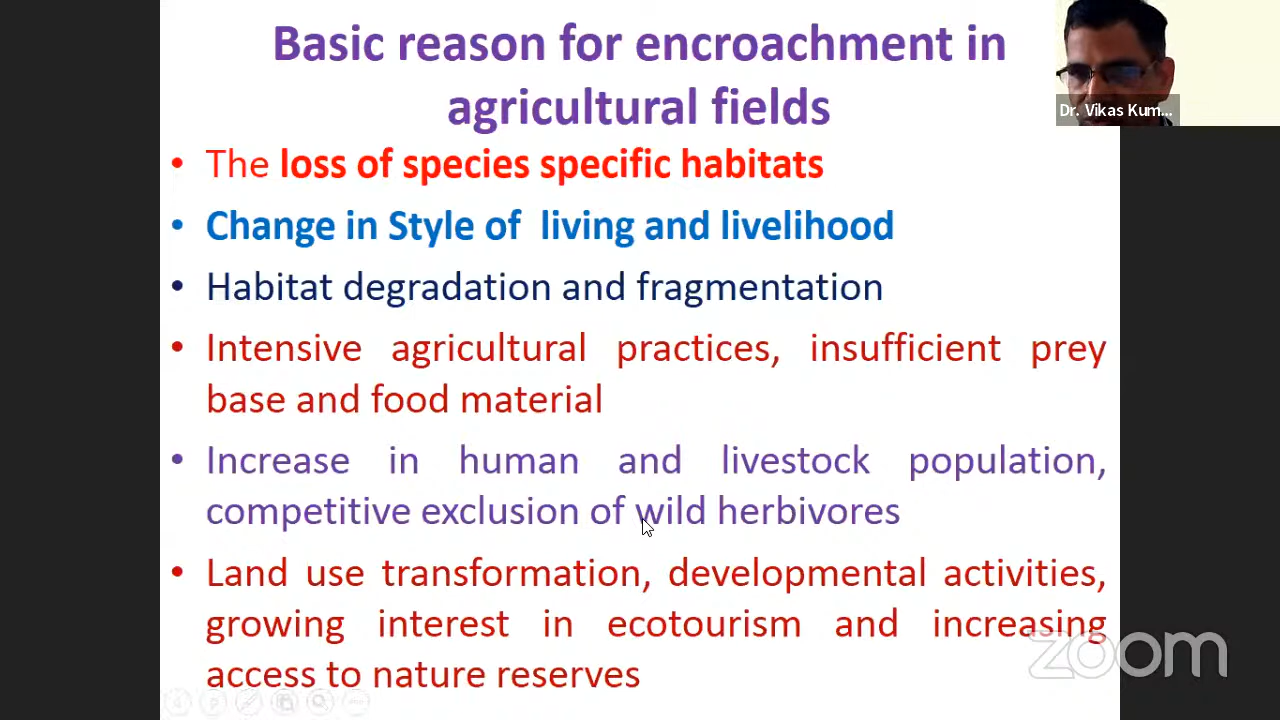 Basic reason for encroachment in
agricultural fields
Dr. Vikas Kum...
• The loss of species specific habitats
• Change in Style of living and livelihood
• Habitat degradation and fragmentation
• Intensive agricultural practices, insufficient prey
base and food material
• Increase in human and livestock population,
competitive exclusion of wild herbivores
• Land use transformation, developmental activities,
growing interest in ecotourism and increasing
access to nature reserves
zoom